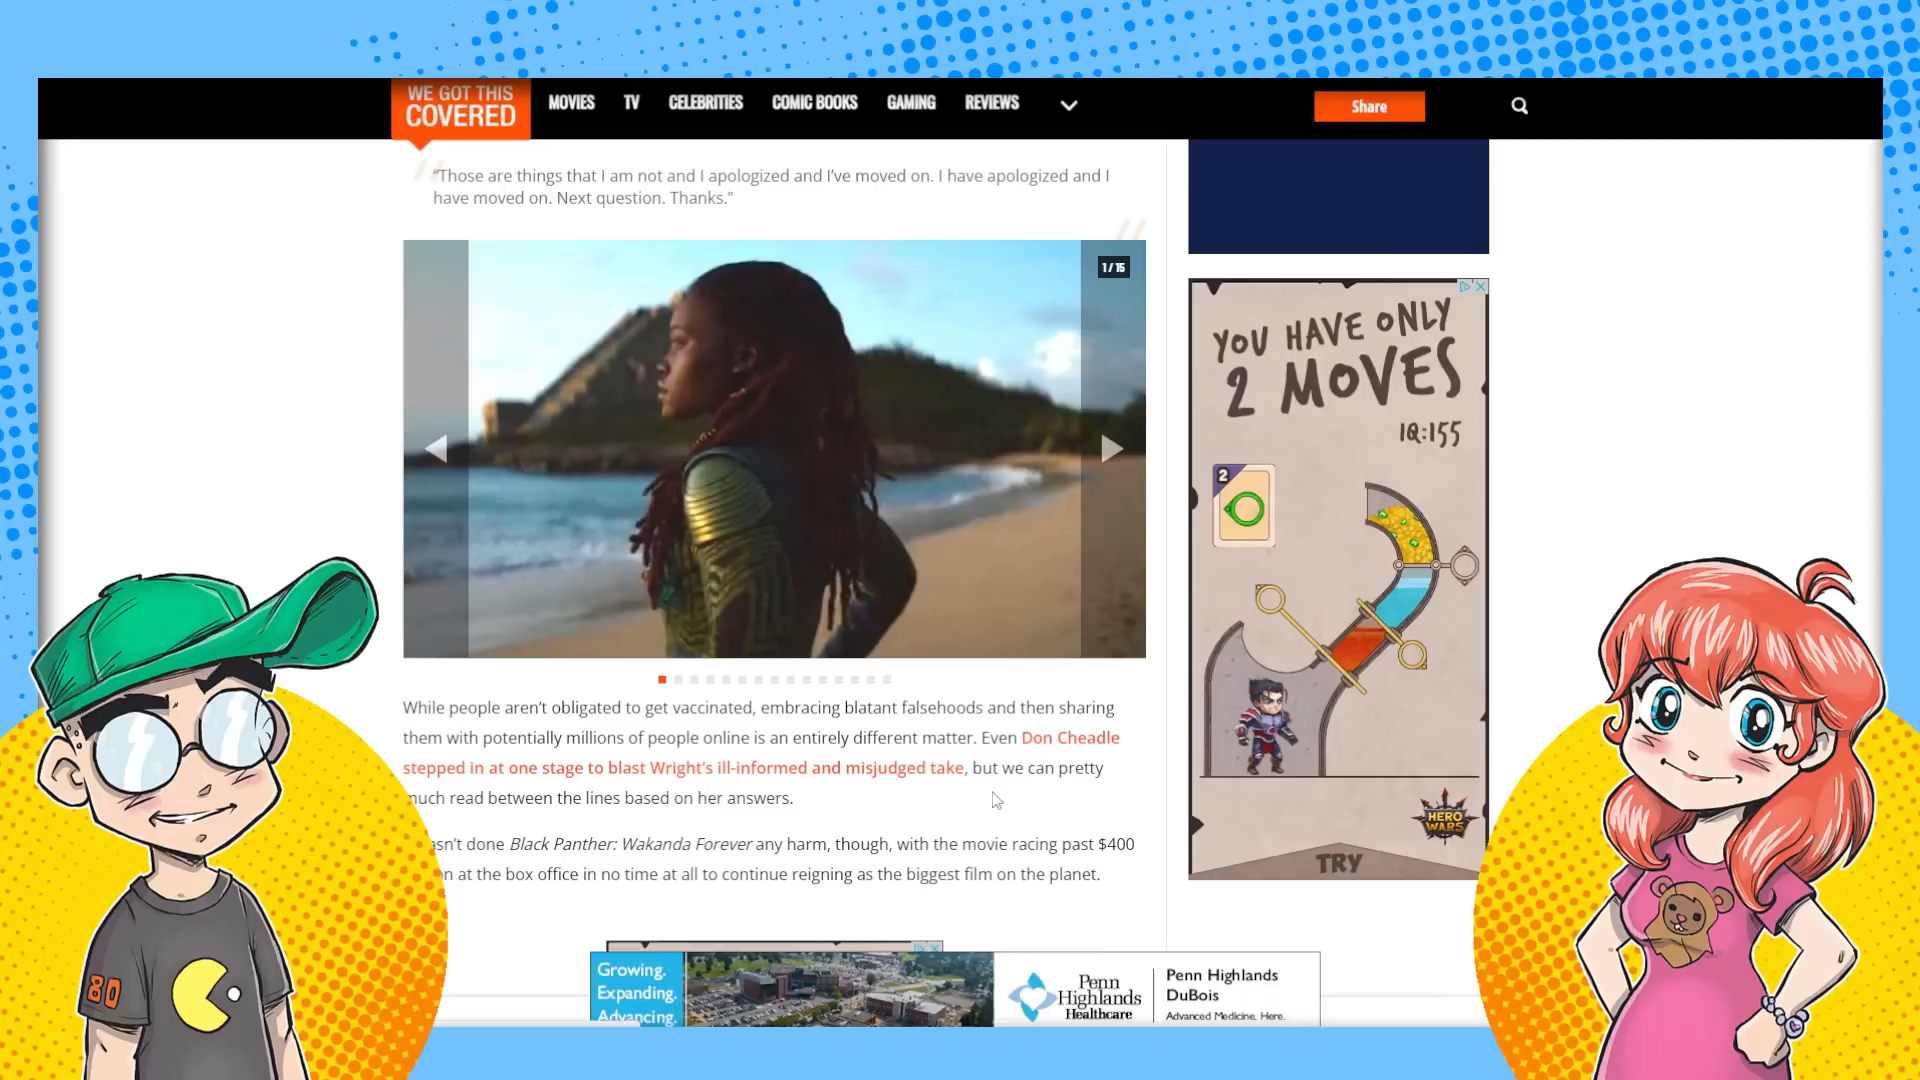 WE GOT THIS
COVERED
MOVIES
TV
CELEBRITIES
COMIC BOOKS
GAMING
REVIEWS
Share
“Those are things that I am not and I apologized and I’ve moved on. I have apologized and I
have moved on. Next question. Thanks.”
1 / 15
While people aren’t obligated to get vaccinated, embracing blatant falsehoods and then sharing
them with potentially millions of people online is an entirely different matter. Even Don Cheadle
stepped in at one stage to blast Wright’s ill-informed and misjudged take, but we can pretty
much read between the lines based on her answers.
asn’t done Black Panther: Wakanda Forever any harm, though, with the movie racing past $400
on at the box office in no time at all to continue reigning as the biggest film on the planet.
YOU HAVE ONLY
2 MOVES
IQ:155
2
HERO
WARS
TRY
Growing.
Expanding.
Advancing.
Penn
Highlands
Healthcare
Penn Highlands
DuBois
Advanced Medicine. Here.
80